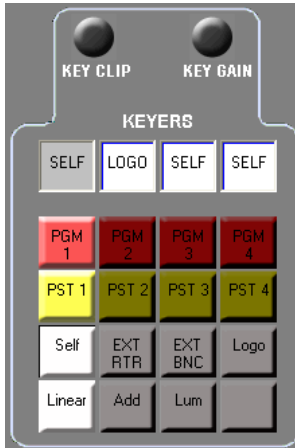 KEY CLIP KEY GAIN
KEYERS
SELF LOGO SELF SELF
PGM PGM PGM PGM
1 2 3 4
PST 1 PST 2 PST 3 PST 4
Self EXT EXT Logo
RTR BNC
Linear Add Lum